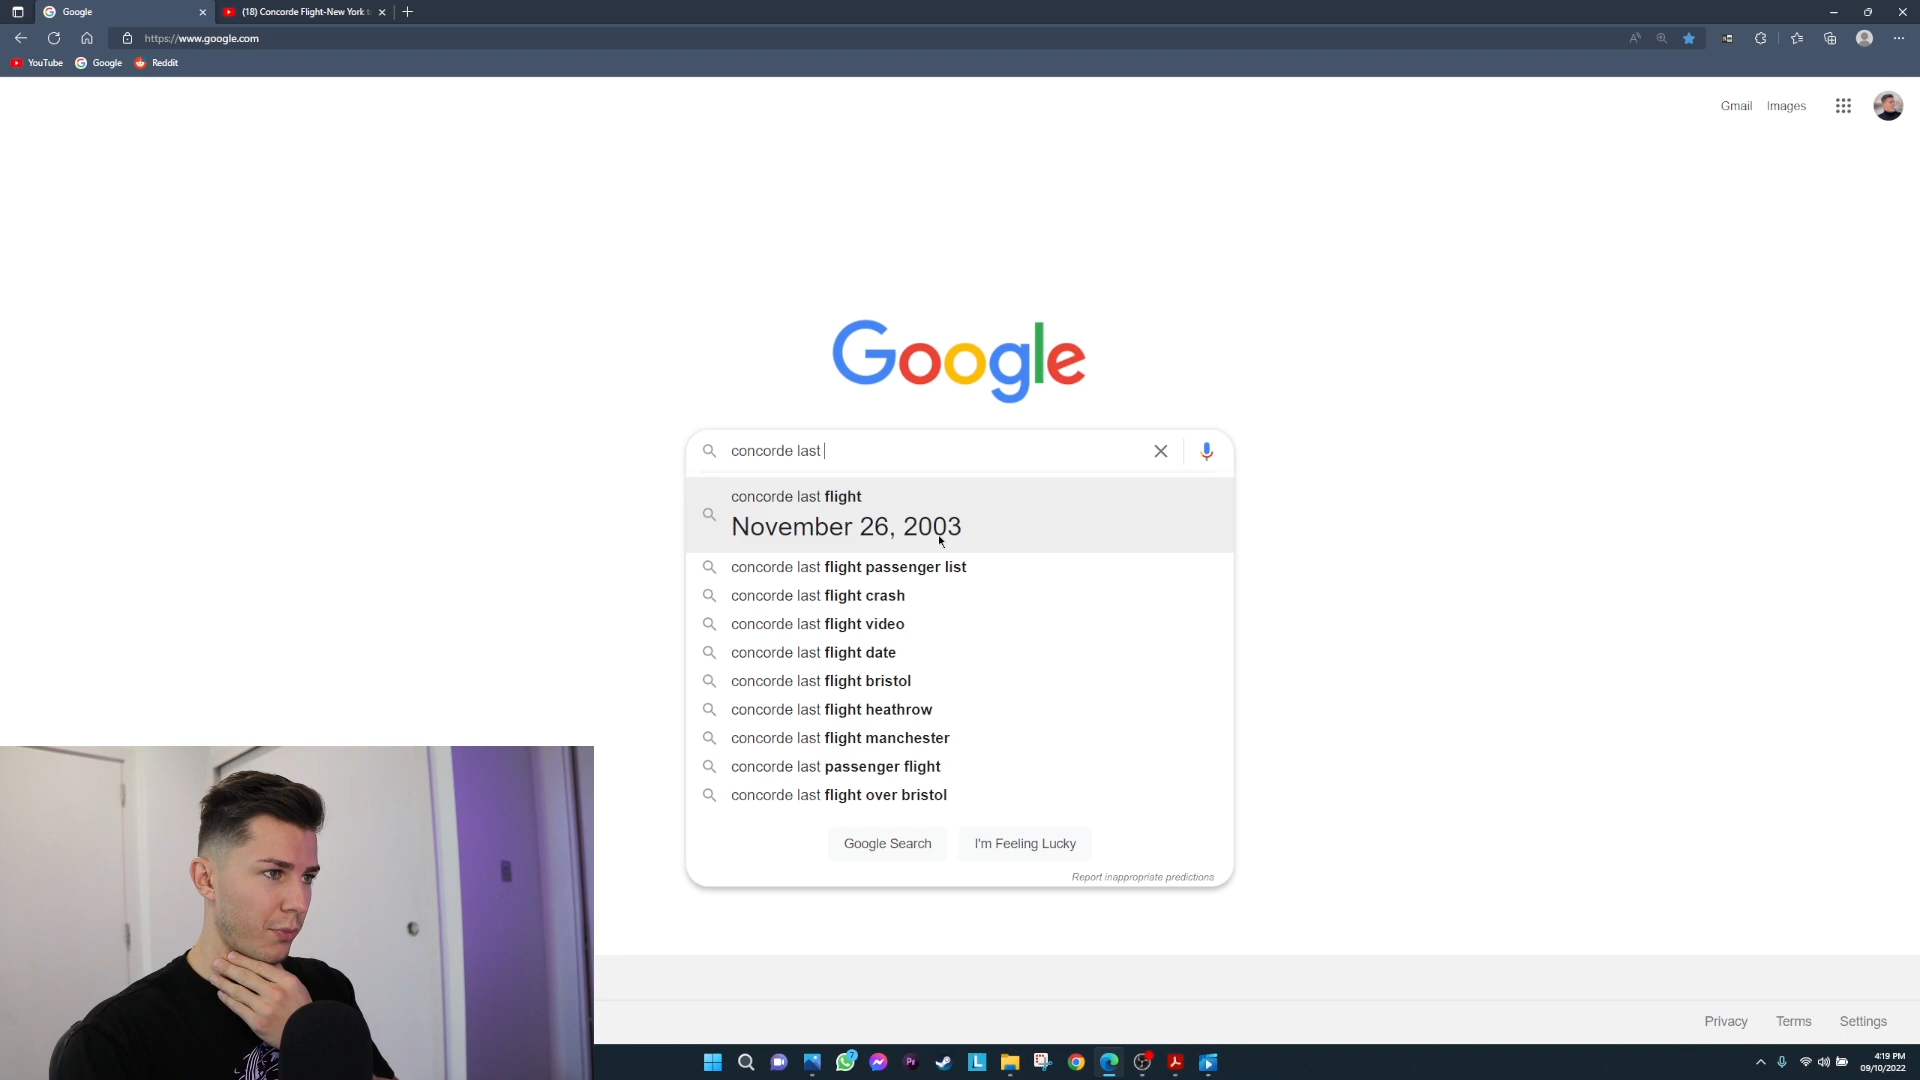 Google
(18) Concorde Flight-New York t
https://www.google.com
YouTube
Google
Reddit
Gmail
Images
Google
concorde last
concorde last flight
November 26, 2003
concorde last flight passenger list
concorde last flight crash
concorde last flight video
concorde last flight date
concorde last flight bristol
concorde last flight heathrow
concorde last flight manchester
concorde last passenger flight
concorde last flight over bristol
Google Search
I'm Feeling Lucky
Report inappropriate predictions
Privacy
Terms
Settings
Pr
L
4:19 PM
09/10/2022